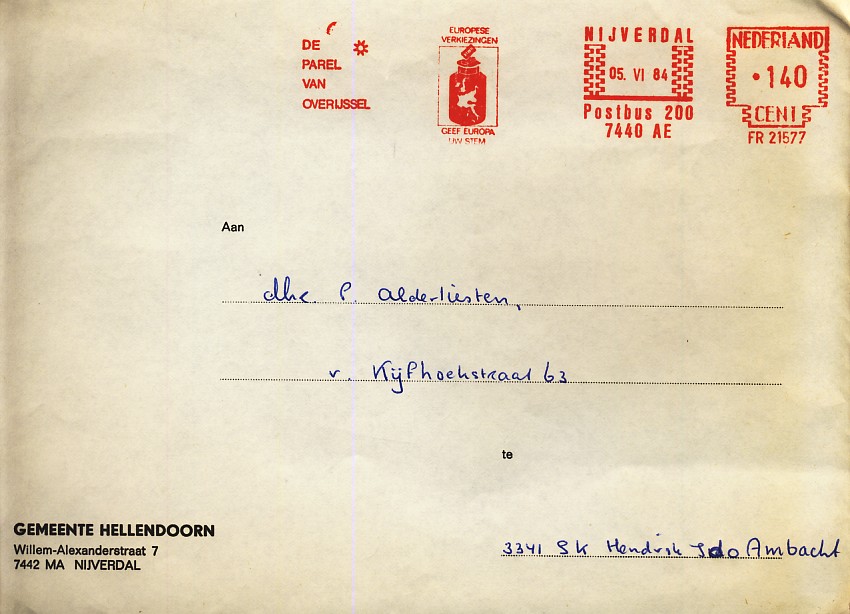 DE
PAREL
VAN
OVERIJSSEL
EUROPESE
VERKIEZINGEN
GEEF EUROPA
UW STEM
NIJVERDAL
05. VI 84
Postbus 200
7440 AE
NEDERLAND
•140
CENT
FR 21577
Aan
dhr. P. Alderliesten,
v. Kijfhoekstraat 63
te
3341 SK Hendrik Ido Ambacht
GEMEENTE HELLENDOORN
Willem-Alexanderstraat 7
7442 MA NIJVERDAL